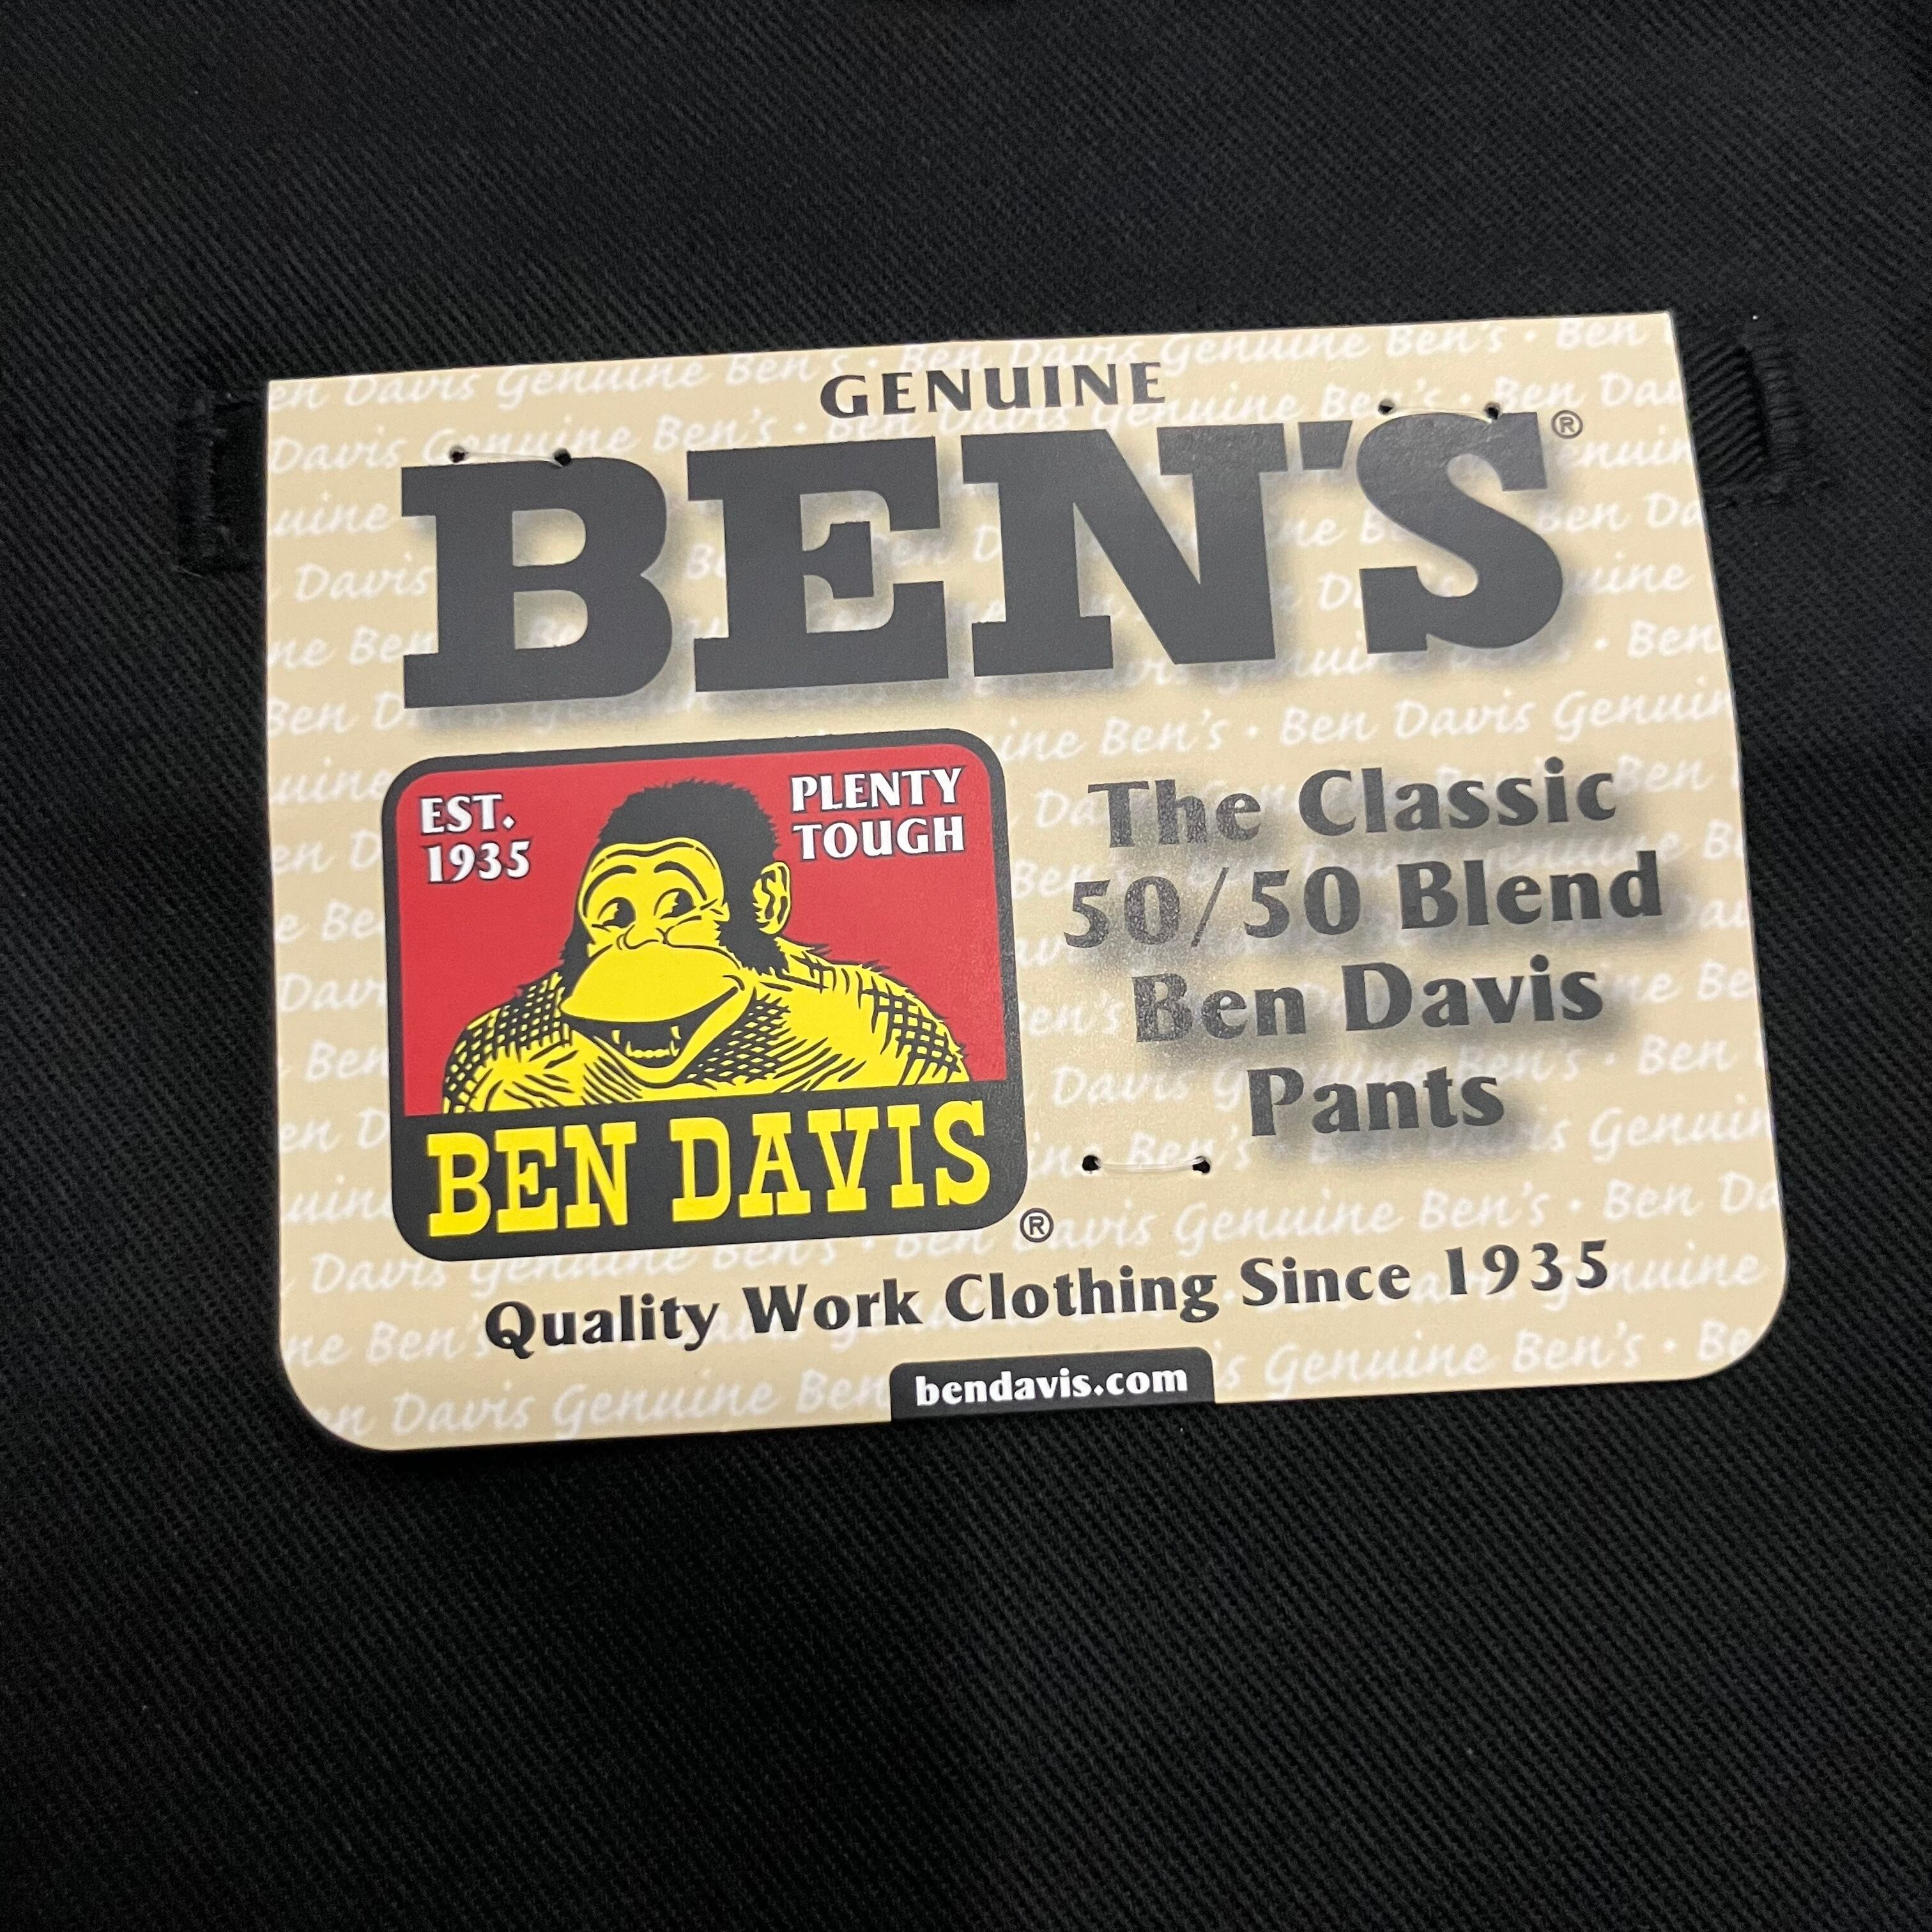 GENUINE
BEN'S®
EST.
1935
PLENTY
TOUGH
BEN DAVIS
®
The Classic
50/50 Blend
Ben Davis
Pants
Quality Work Clothing Since 1935
bendavis.com